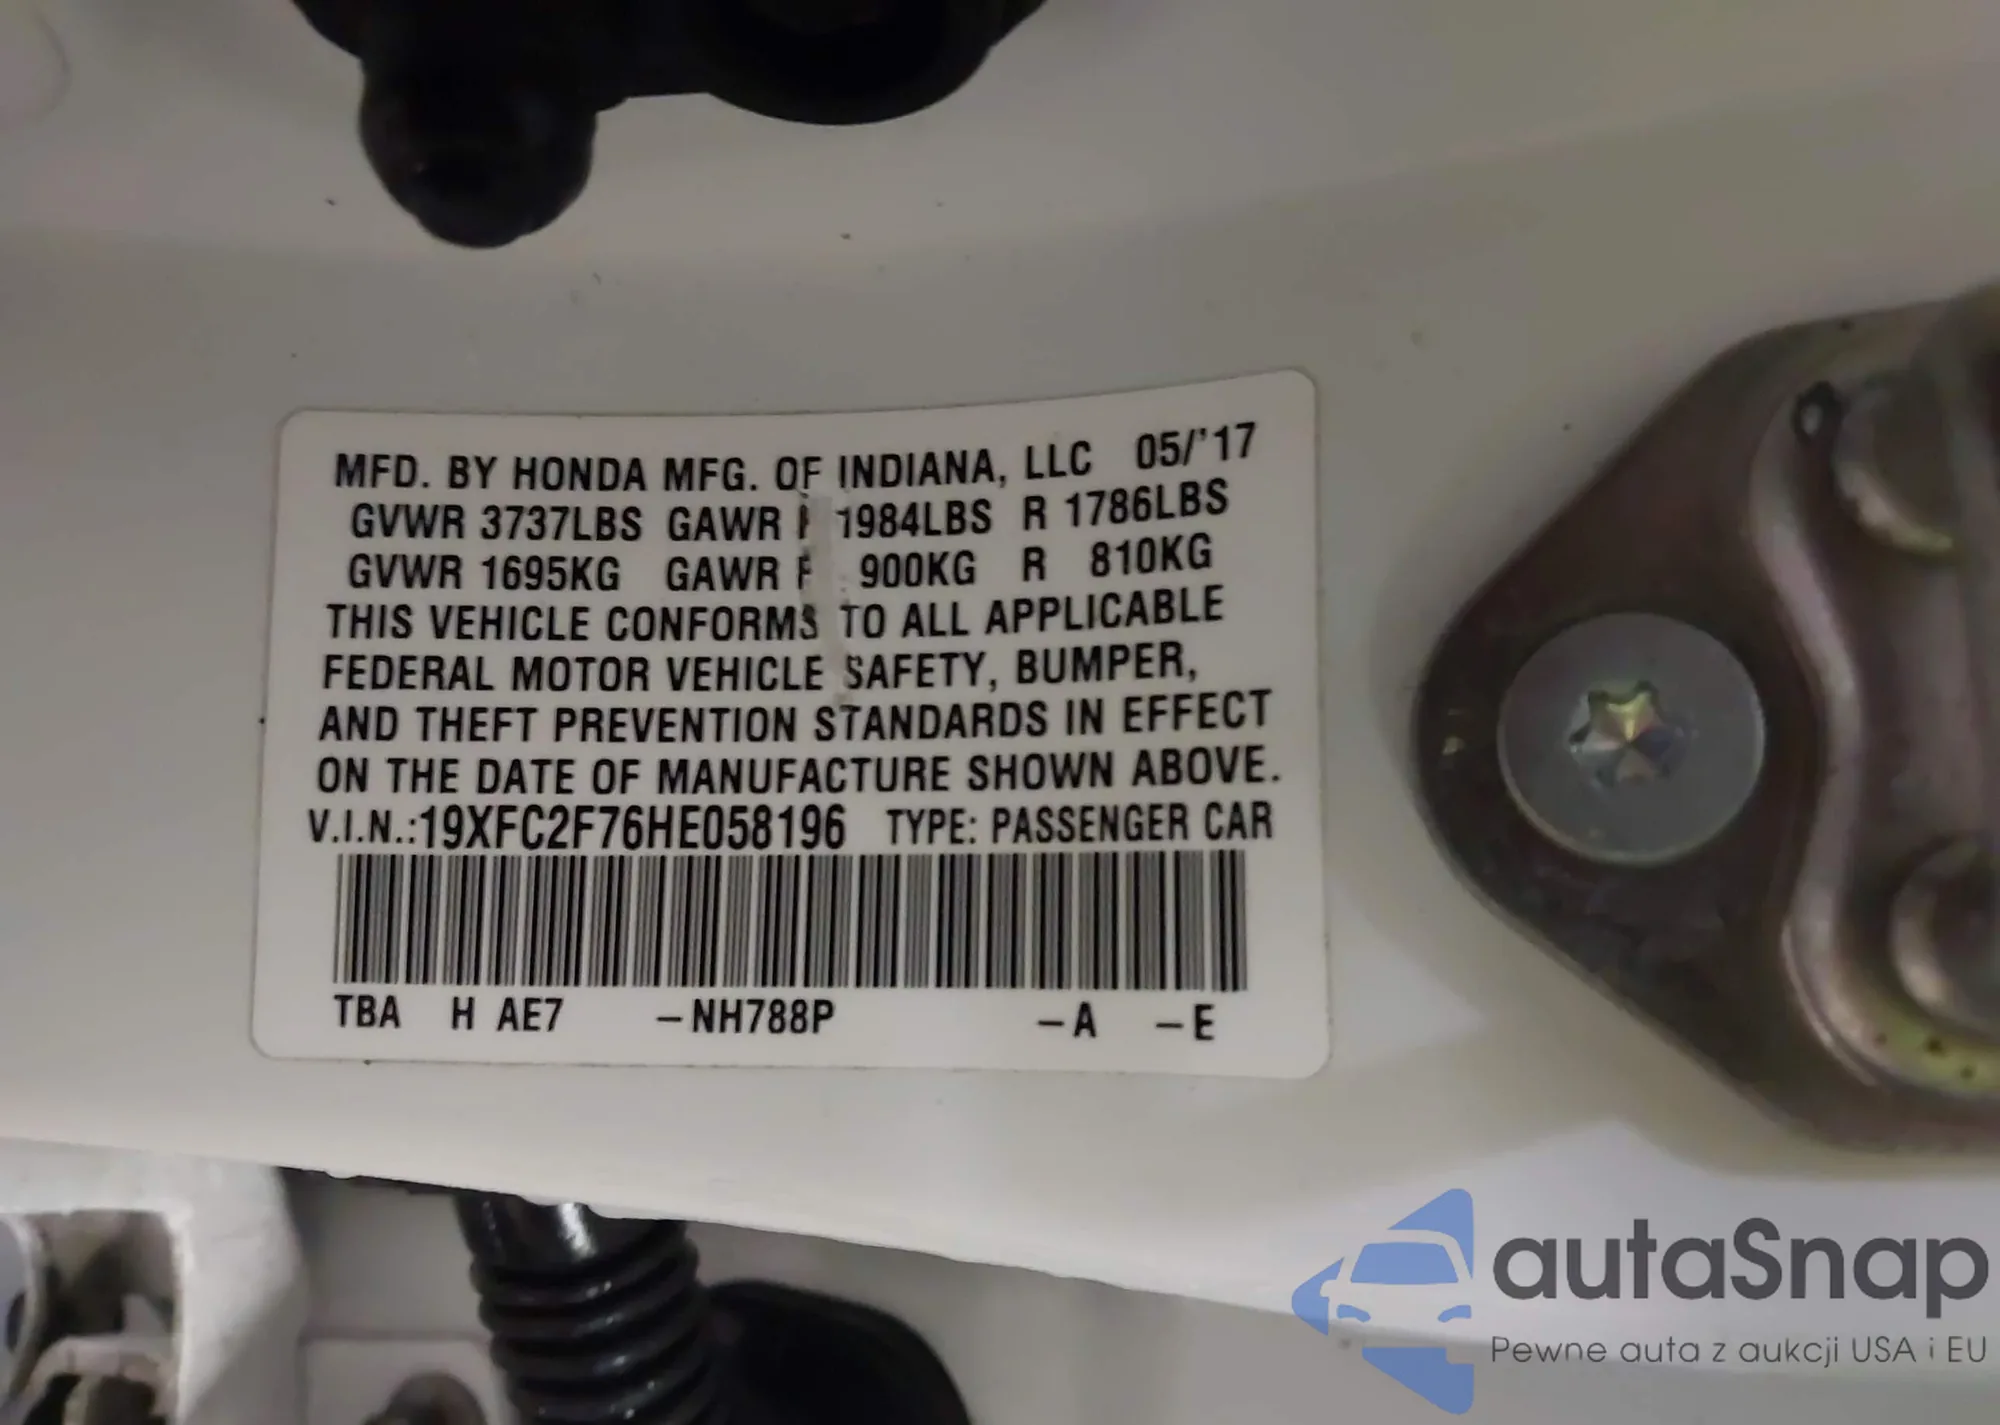 MFD. BY HONDA MFG. OF INDIANA, LLC 05/'17
GVWR 3737LBS GAWR F 1984LBS R 1786LBS
GVWR 1695KG GAWR F 900KG R 810KG
THIS VEHICLE CONFORMS TO ALL APPLICABLE
FEDERAL MOTOR VEHICLE SAFETY, BUMPER,
AND THEFT PREVENTION STANDARDS IN EFFECT
ON THE DATE OF MANUFACTURE SHOWN ABOVE.
V.I.N.:19XFC2F76HE058196 TYPE: PASSENGER CAR
TBA H AE7 –NH788P –A –E
autaSnap
Pewne auta z aukcji USA i EU